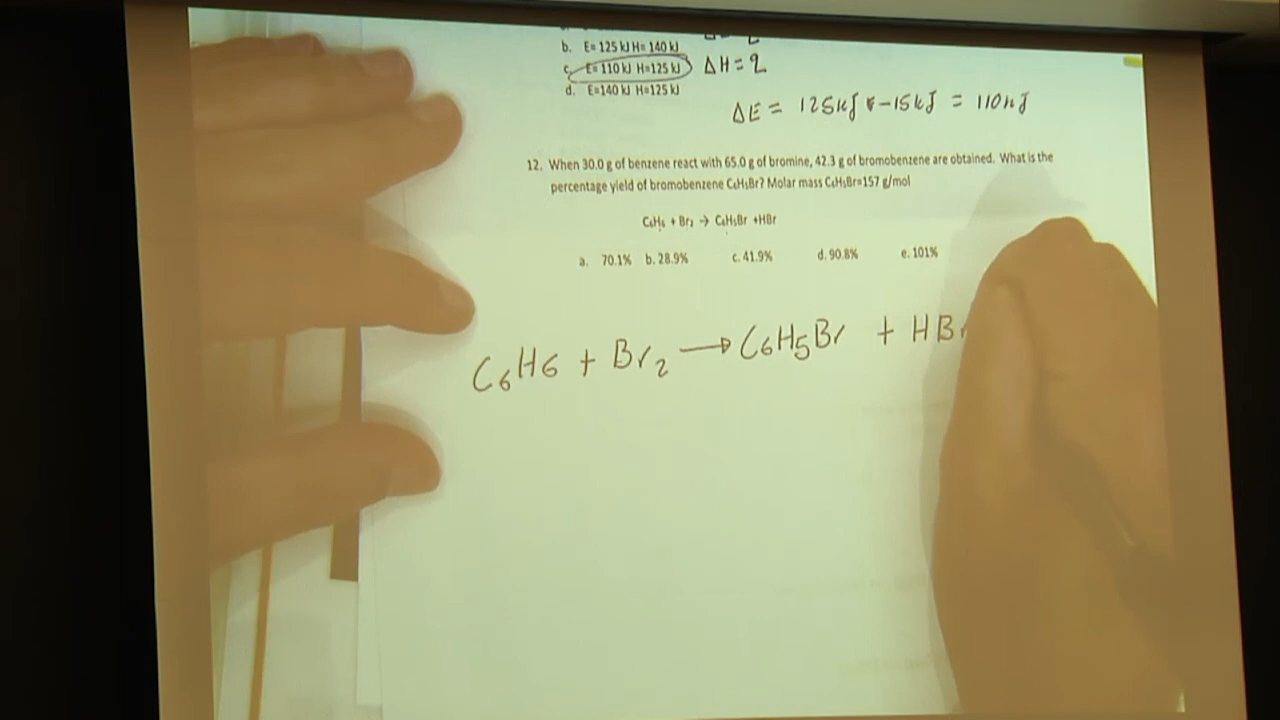 b. E= 125 kJ H= 140 kJ
c. E= 110 kJ H=125 kJ ΔH = q
d. E=140 kJ H=125 kJ
ΔE = 125kJ + -15kJ = 110kJ
12. When 30.0 g of benzene react with 65.0 g of bromine, 42.3 g of bromobenzene are obtained. What is the
percentage yield of bromobenzene C₆H₅Br? Molar mass C₆H₅Br=157 g/mol
C₆H₆ + Br₂ → C₆H₅Br +HBr
a. 70.1% b. 28.9% c. 41.9% d. 90.8% e. 101%
C₆H₆ + Br₂ → C₆H₅Br + HBr